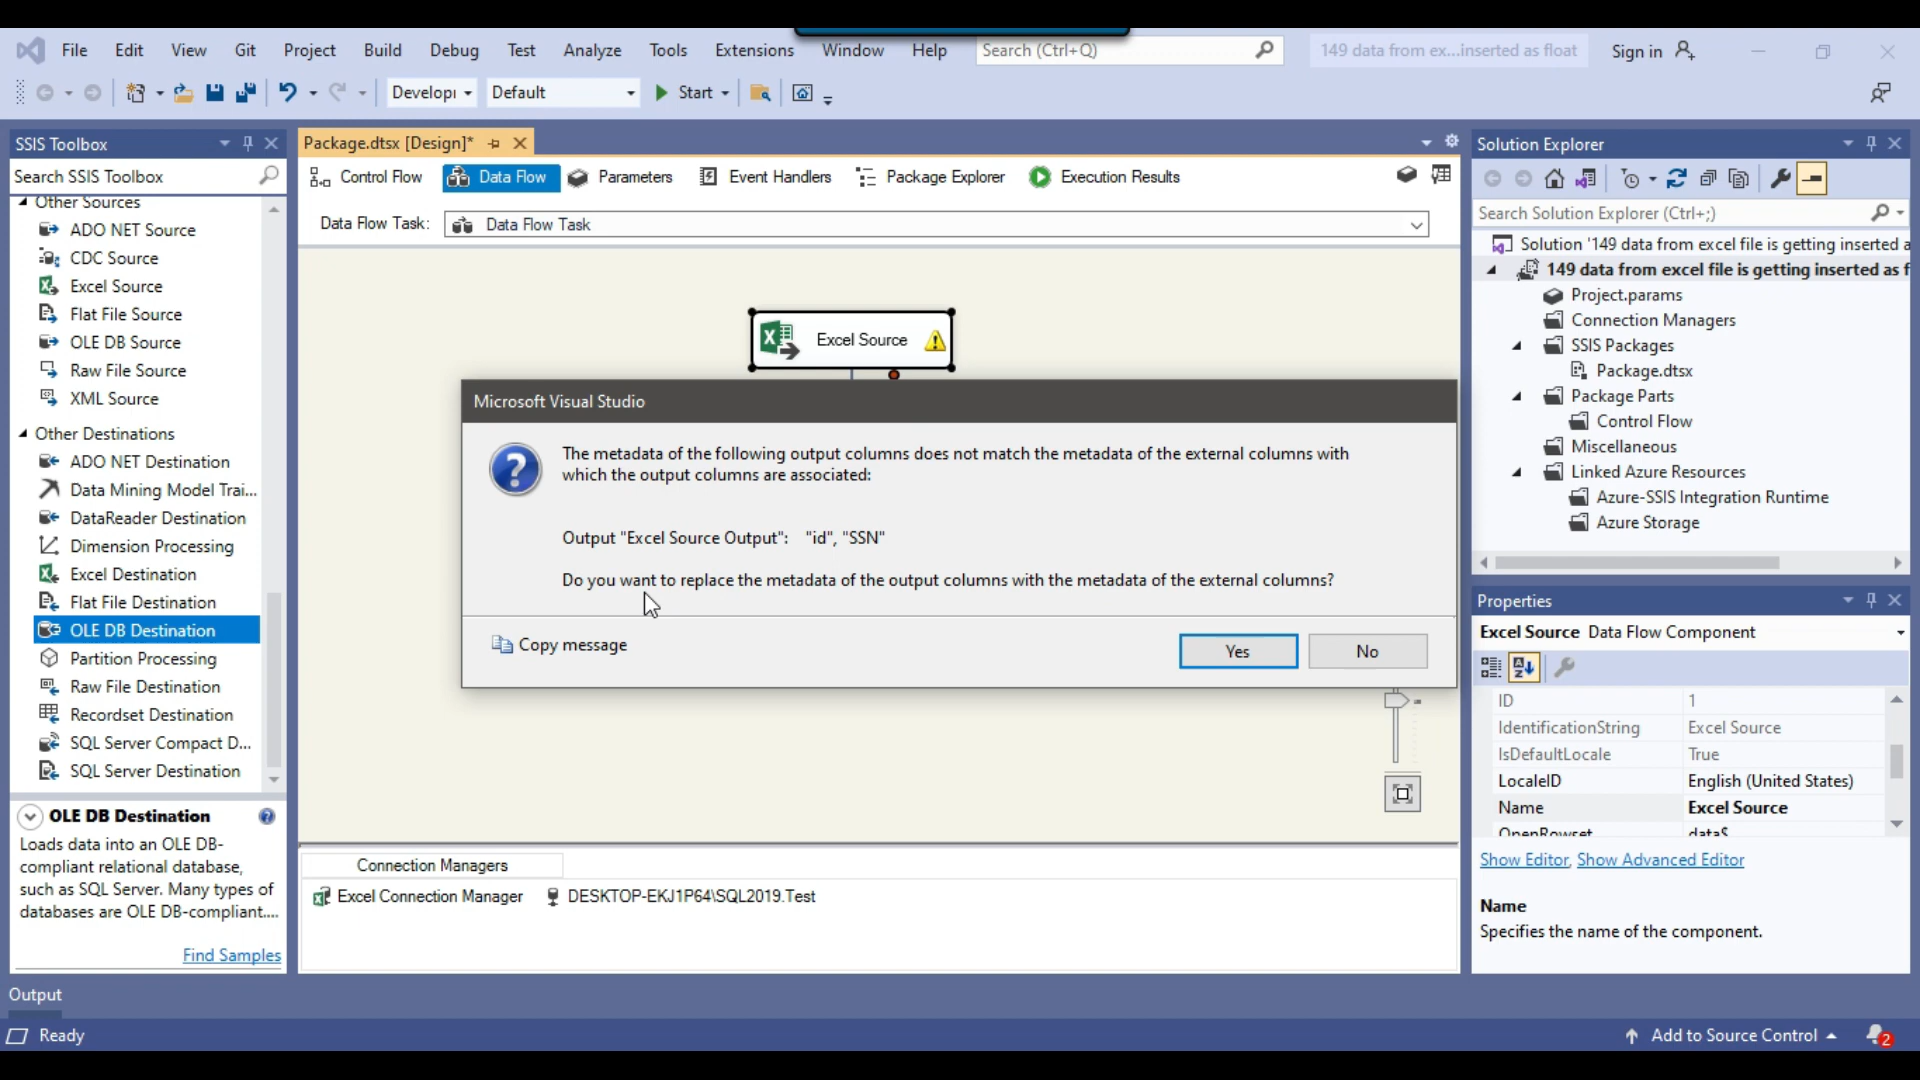 File Edit View Git Project Build Debug Test Analyze Tools Extensions Window Help Search (Ctrl+Q) 149 data from ex...inserted as float Sign in
Developi Default Start
SSIS Toolbox
Search SSIS Toolbox
Other Sources
ADO NET Source
CDC Source
Excel Source
Flat File Source
OLE DB Source
Raw File Source
XML Source
Other Destinations
ADO NET Destination
Data Mining Model Trai...
DataReader Destination
Dimension Processing
Excel Destination
Flat File Destination
OLE DB Destination
Partition Processing
Raw File Destination
Recordset Destination
SQL Server Compact D...
SQL Server Destination
OLE DB Destination
Loads data into an OLE DB-
compliant relational database,
such as SQL Server. Many types of
databases are OLE DB-compliant....
Find Samples
Package.dtsx [Design]*
Control Flow Data Flow Parameters Event Handlers Package Explorer Execution Results
Data Flow Task: Data Flow Task
Excel Source
Microsoft Visual Studio
The metadata of the following output columns does not match the metadata of the external columns with
which the output columns are associated:
Output "Excel Source Output": "id", "SSN"
Do you want to replace the metadata of the output columns with the metadata of the external columns?
Copy message Yes No
Connection Managers
Excel Connection Manager DESKTOP-EKJ1P64\SQL2019.Test
Solution Explorer
Search Solution Explorer (Ctrl+;)
Solution '149 data from excel file is getting inserted a
149 data from excel file is getting inserted as f
Project.params
Connection Managers
SSIS Packages
Package.dtsx
Package Parts
Control Flow
Miscellaneous
Linked Azure Resources
Azure-SSIS Integration Runtime
Azure Storage
Properties
Excel Source Data Flow Component
ID 1
IdentificationString Excel Source
IsDefaultLocale True
LocaleID English (United States)
Name Excel Source
OpenRowset data$
Show Editor, Show Advanced Editor
Name
Specifies the name of the component.
Output
Ready Add to Source Control 2